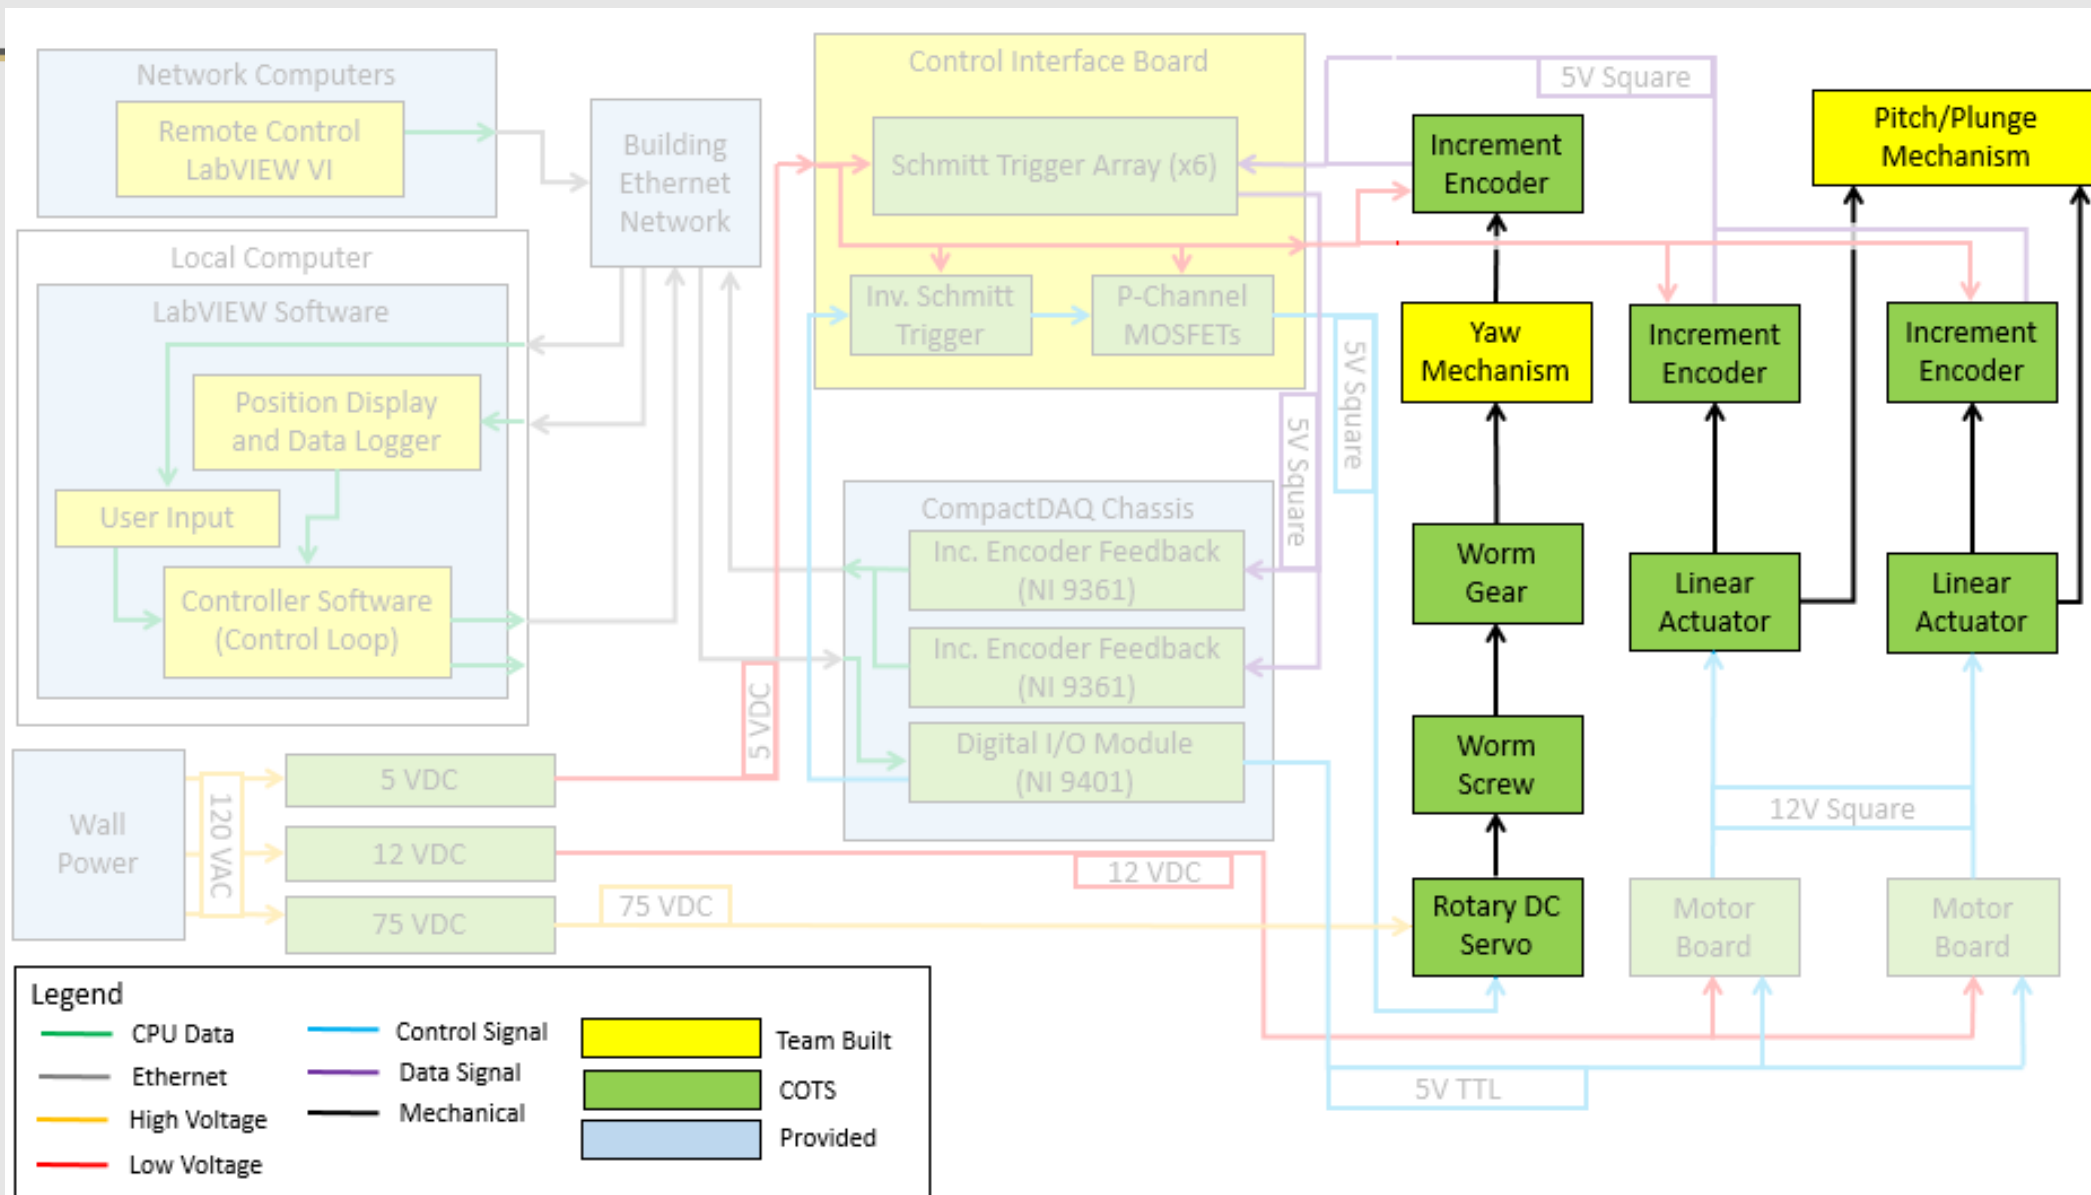 Network Computers
Remote Control
LabVIEW VI
Building
Ethernet
Network
Local Computer
LabVIEW Software
Position Display
and Data Logger
User Input
Controller Software
(Control Loop)
Wall
Power
120 VAC
5 VDC
12 VDC
75 VDC
5 VDC
75 VDC
12 VDC
Control Interface Board
Schmitt Trigger Array (x6)
Inv. Schmitt
Trigger
P-Channel
MOSFETs
5V Square
5V Square
CompactDAQ Chassis
Inc. Encoder Feedback
(NI 9361)
Inc. Encoder Feedback
(NI 9361)
Digital I/O Module
(NI 9401)
5V Square
Increment
Encoder
Yaw
Mechanism
Worm
Gear
Worm
Screw
Rotary DC
Servo
Pitch/Plunge
Mechanism
Increment
Encoder
Increment
Encoder
Linear
Actuator
Linear
Actuator
12V Square
Motor
Board
Motor
Board
5V TTL
Legend
CPU Data
Ethernet
High Voltage
Low Voltage
Control Signal
Data Signal
Mechanical
Team Built
COTS
Provided